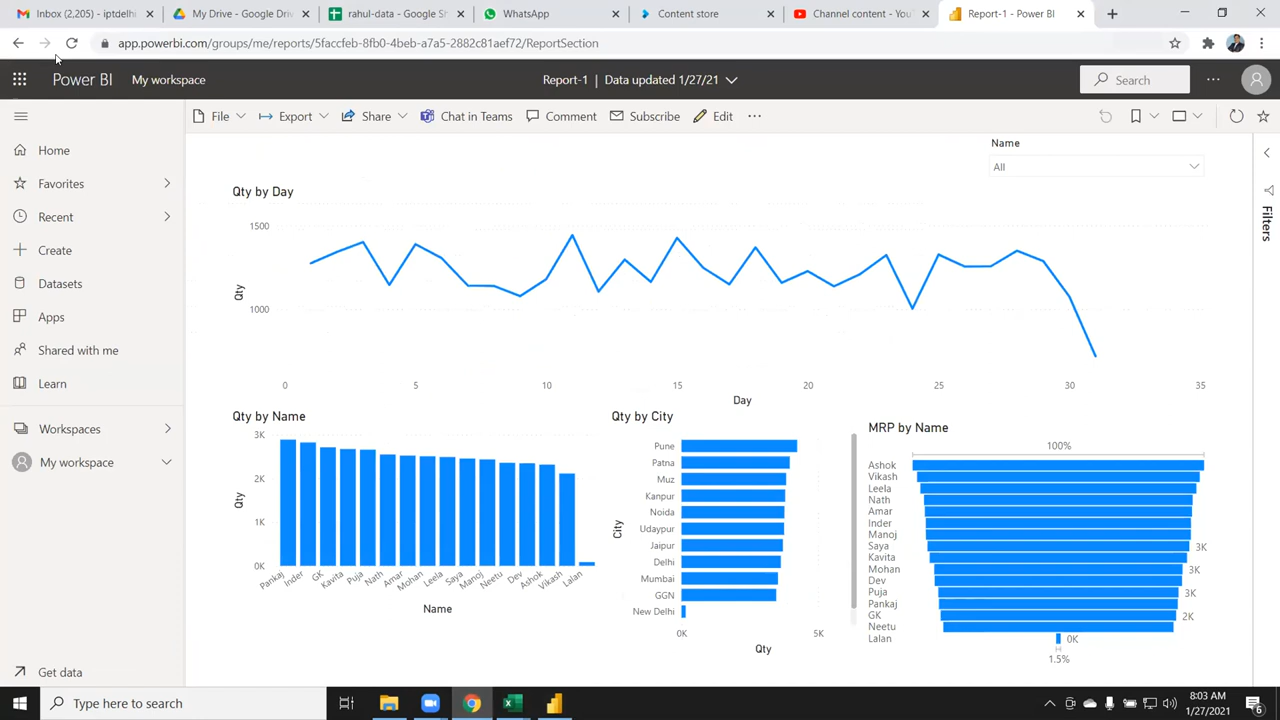 Inbox (2,205) - iptdelhi
My Drive - Google Dri
rahul-data - Google Sh
WhatsApp
Content store
Channel content - YouT
Report-1 - Power BI
app.powerbi.com/groups/me/reports/5faccfeb-8fb0-4beb-a7a5-2882c81aef72/ReportSection
Power BI My workspace
Report-1 | Data updated 1/27/21
Search
File
Export
Share
Chat in Teams
Comment
Subscribe
Edit
Home
Favorites
Recent
Create
Datasets
Apps
Shared with me
Learn
Workspaces
My workspace
Get data
Name
All
Filters
Qty by Day
Qty
1500
1000
0 5 10 15 20 25 30 35
Day
Qty by Name
Qty
3K
2K
1K
0K
Pankaj Inder GK Kavita Puja Nath Amar Mohan Leela Saya Manoj Neetu Dev Ashok Vikash Lalan
Name
Qty by City
City
Pune
Patna
Muz
Kanpur
Noida
Udaypur
Jaipur
Delhi
Mumbai
GGN
New Delhi
0K 5K
Qty
MRP by Name
100%
Ashok
Vikash
Leela
Nath
Amar
Inder
Manoj
Saya 3K
Kavita
Mohan 3K
Dev
Puja 3K
Pankaj
GK 2K
Neetu
Lalan 0K
1.5%
Type here to search
8:03 AM
1/27/2021
6